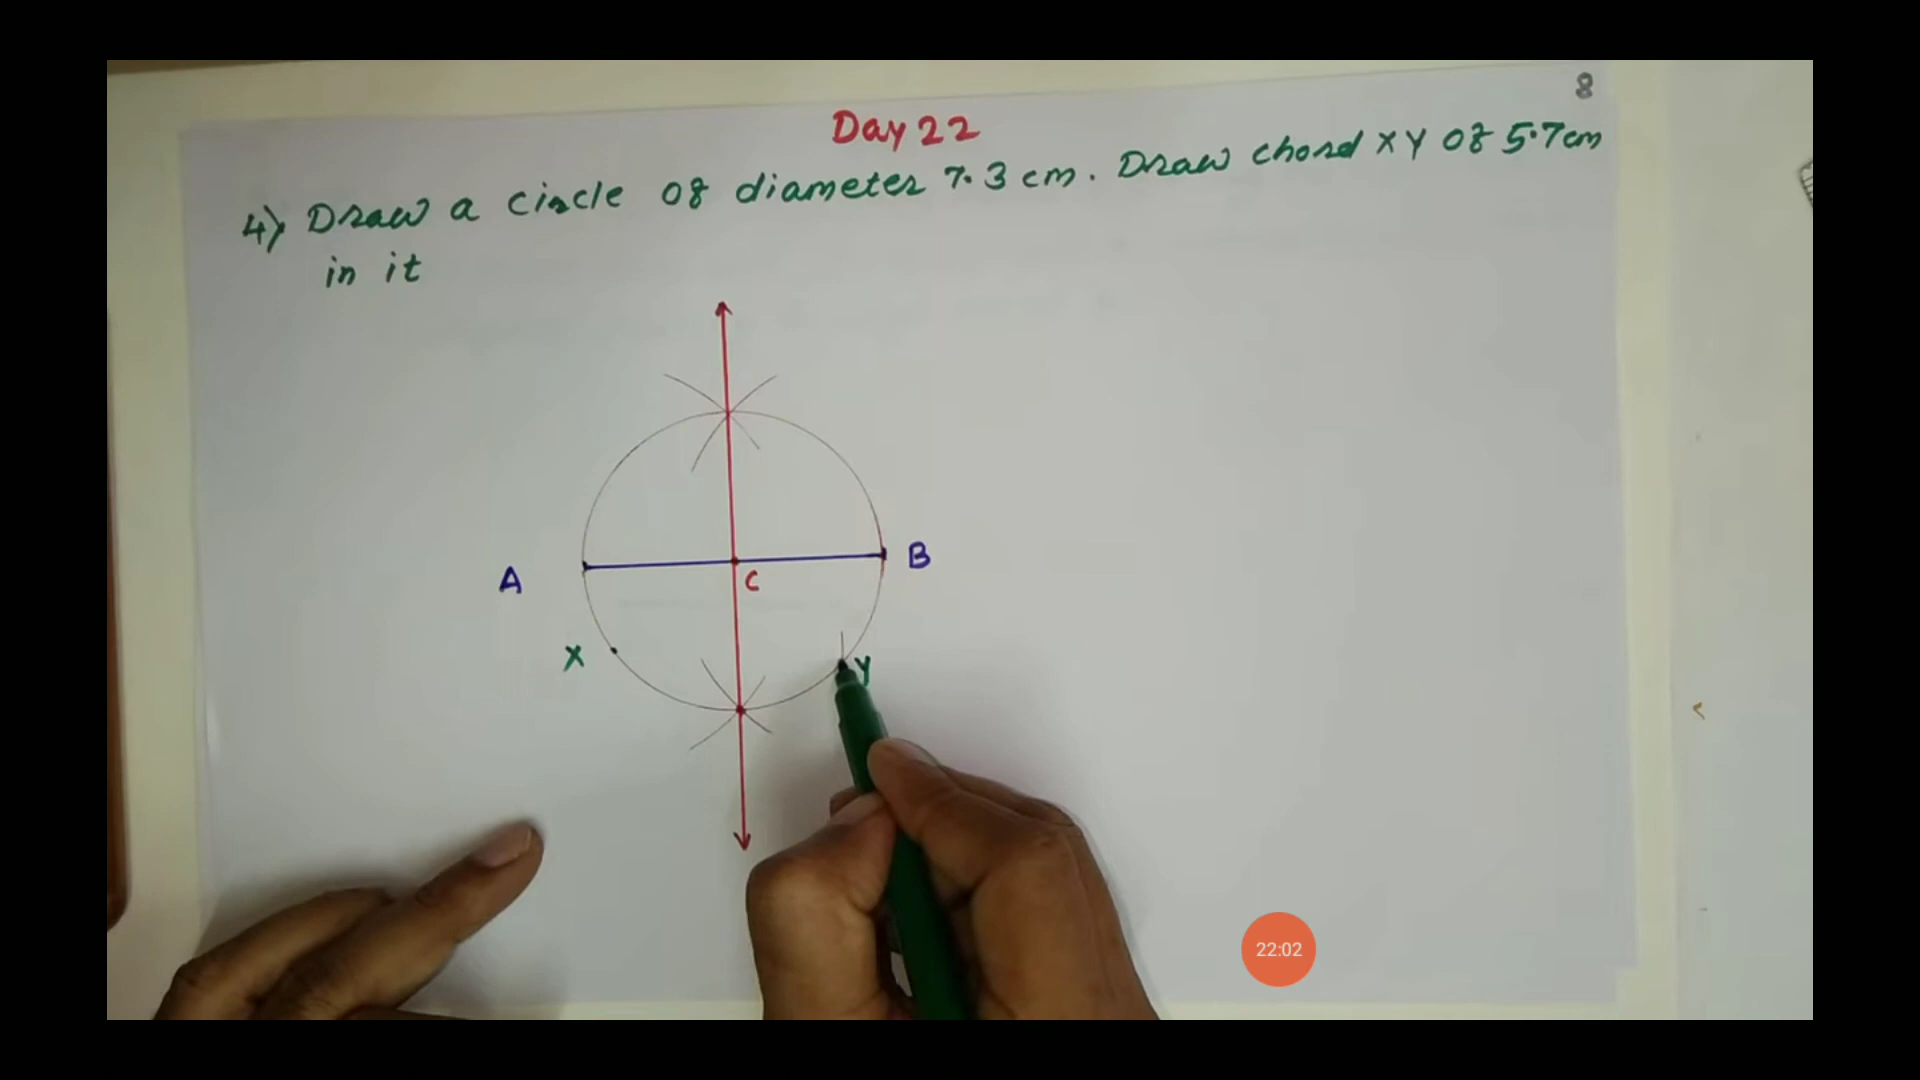 8
Day 22
4) Draw a circle of diameter 7.3 cm. Draw chord XY of 5.7cm
in it
A
B
C
X
Y
22:02